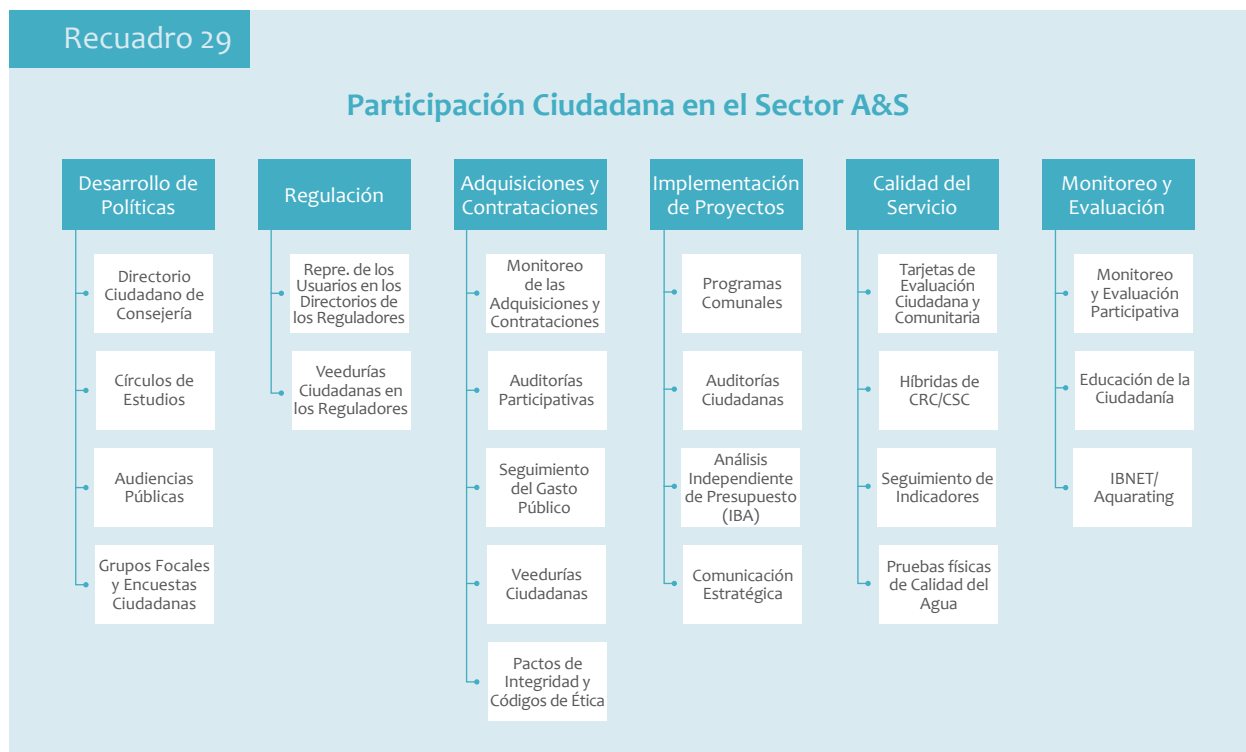 Recuadro 29
Participación Ciudadana en el Sector A&S
Desarrollo de
Políticas
Directorio
Ciudadano de
Consejería
Círculos de
Estudios
Audiencias
Públicas
Grupos Focales
y Encuestas
Ciudadanas
Regulación
Repre. de los
Usuarios en los
Directorios de
los Reguladores
Veedurías
Ciudadanas en
los Reguladores
Adquisiciones y
Contrataciones
Monitoreo
de las
Adquisiciones y
Contrataciones
Auditorías
Participativas
Seguimiento
del Gasto
Público
Veedurías
Ciudadanas
Pactos de
Integridad y
Códigos de Ética
Implementación
de Proyectos
Programas
Comunales
Auditorías
Ciudadanas
Análisis
Independiente
de Presupuesto
(IBA)
Comunicación
Estratégica
Calidad del
Servicio
Tarjetas de
Evaluación
Ciudadana y
Comunitaria
Híbridas de
CRC/CSC
Seguimiento de
Indicadores
Pruebas físicas
de Calidad del
Agua
Monitoreo y
Evaluación
Monitoreo
y Evaluación
Participativa
Educación de la
Ciudadanía
IBNET/
Aquarating